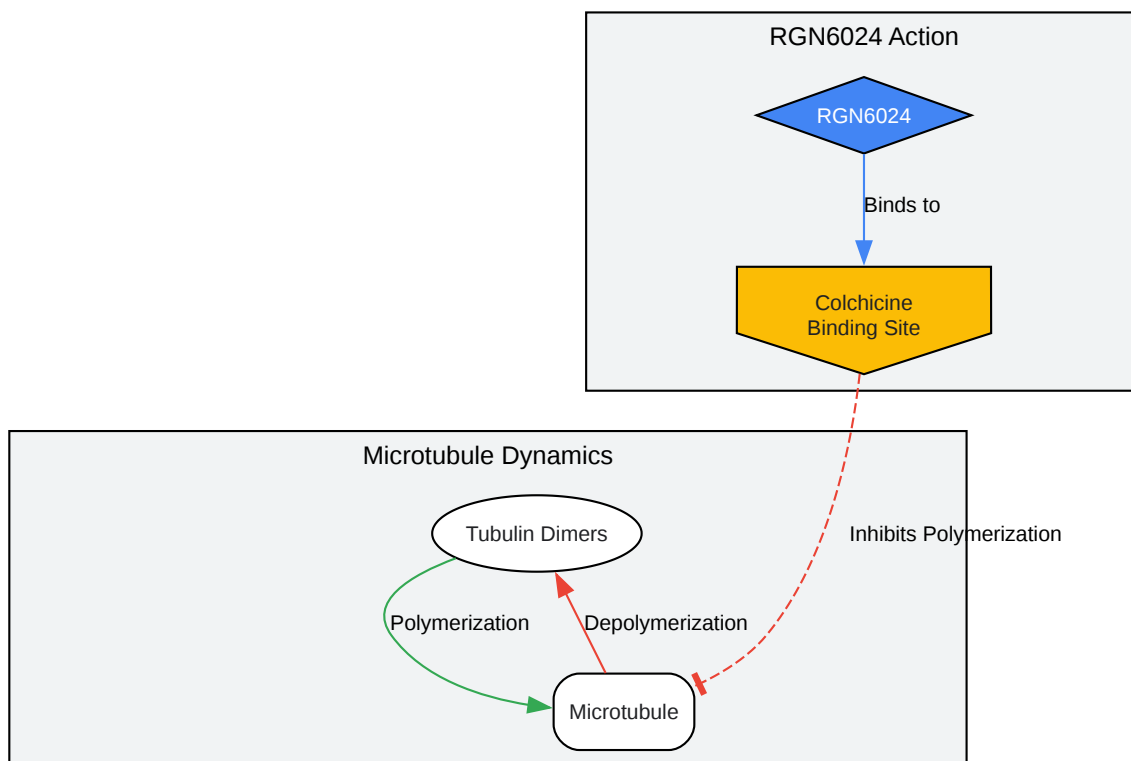 RGN6024 Action
RGN6024
Binds to
Colchicine
Binding Site
Microtubule Dynamics
Tubulin Dimers
Inhibits Polymerization
Polymerization
Depolymerization
Microtubule